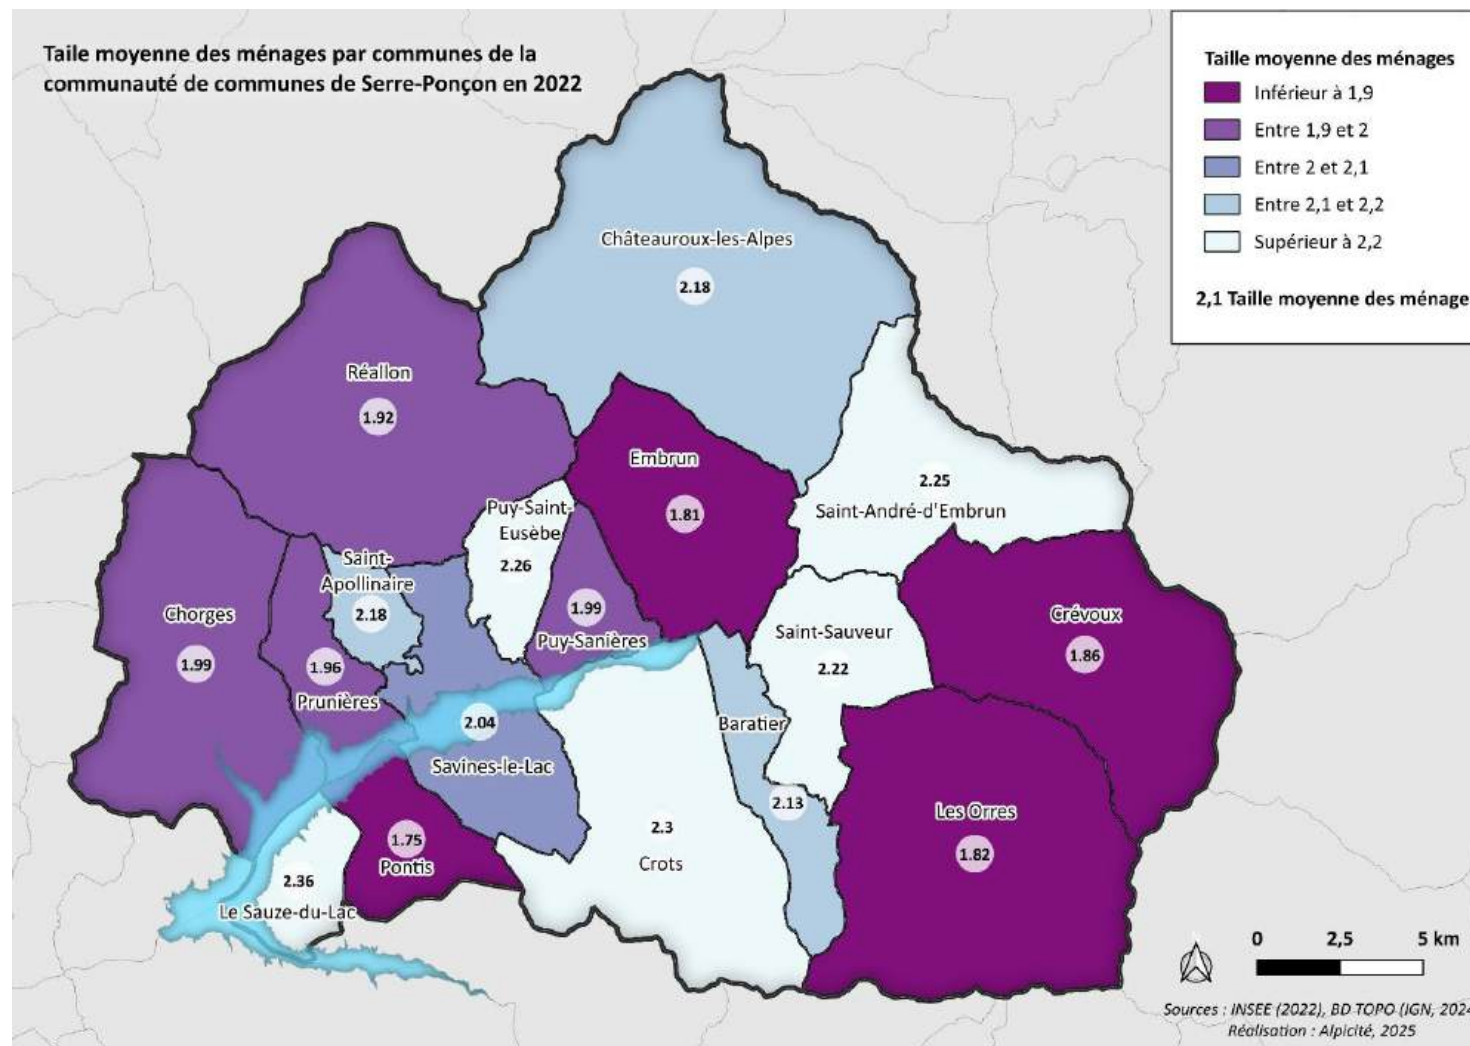 Taile moyenne des ménages par communes de la
communauté de communes de Serre-Ponçon en 2022
Taille moyenne des ménages
Inférieur à 1,9
Entre 1,9 et 2
Entre 2 et 2,1
Entre 2,1 et 2,2
Supérieur à 2,2
2,1 Taille moyenne des ménage
Châteauroux-les-Alpes
2.18
Réallon
1.92
Embrun
1.81
2.25
Saint-André-d'Embrun
Puy-Saint-
Eusèbe
2.26
Saint-
Apollinaire
2.18
Chorges
1.99
1.99
Puy-Sanières
1.96
Prunières
Saint-Sauveur
2.22
Crévoux
1.86
2.04
Savines-le-Lac
Baratier
2.13
Les Orres
1.82
2.3
Crots
1.75
Pontis
2.36
Le Sauze-du-Lac
0 2,5 5 km
Sources : INSEE (2022), BD TOPO (IGN, 2024
Réalisation : Alpicité, 2025